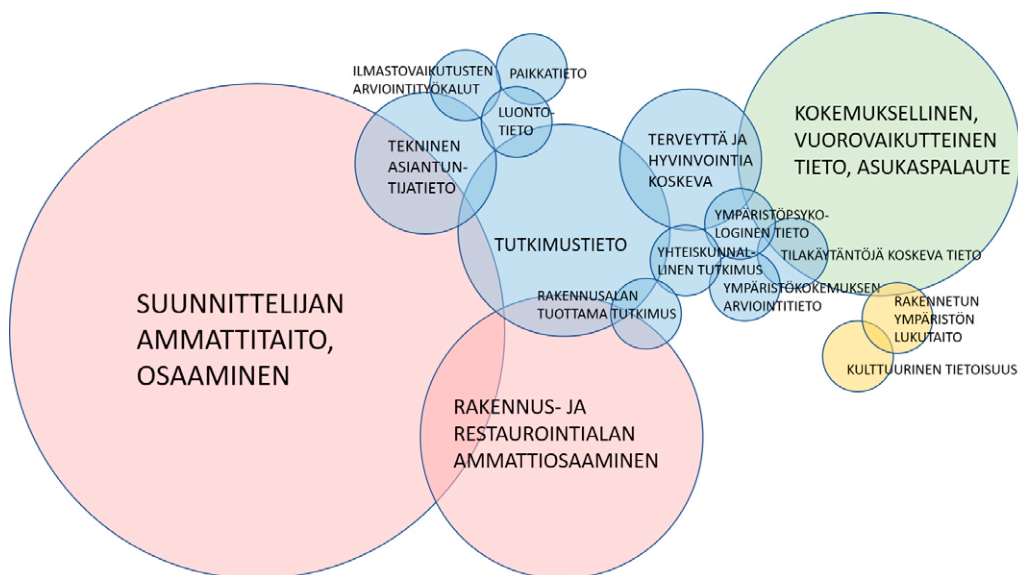 ILMASTOVAIKUTUSTEN
ARVIOINTITYÖKALUT
PAIKKATIETO
LUONTO-
TIETO
TEKNINEN
ASIANTUN-
TIJATIETO
TERVEYTTÄ JA
HYVINVOINTIA
KOSKEVA
KOKEMUKSELLINEN,
VUOROVAIKUTTEINEN
TIETO, ASUKASPALAUTE
TUTKIMUSTIETO
YMPÄRISTÖPSYKO-
LOGINEN TIETO
YHTEISKUNNAL-
LINEN TUTKIMUS
TILAKÄYTÄNTÖJÄ KOSKEVA TIETO
YMPÄRISTÖKOKEMUKSEN
ARVIOINTITIETO
RAKENNUSALAN
TUOTTAMA TUTKIMUS
SUUNNITTELIJAN
AMMATTITAITO,
OSAAMINEN
RAKENNETUN
YMPÄRISTÖN
LUKUTAITO
KULTTUURINEN TIETOISUUS
RAKENNUS- JA
RESTAUROINTIALAN
AMMATTIOSAAMINEN